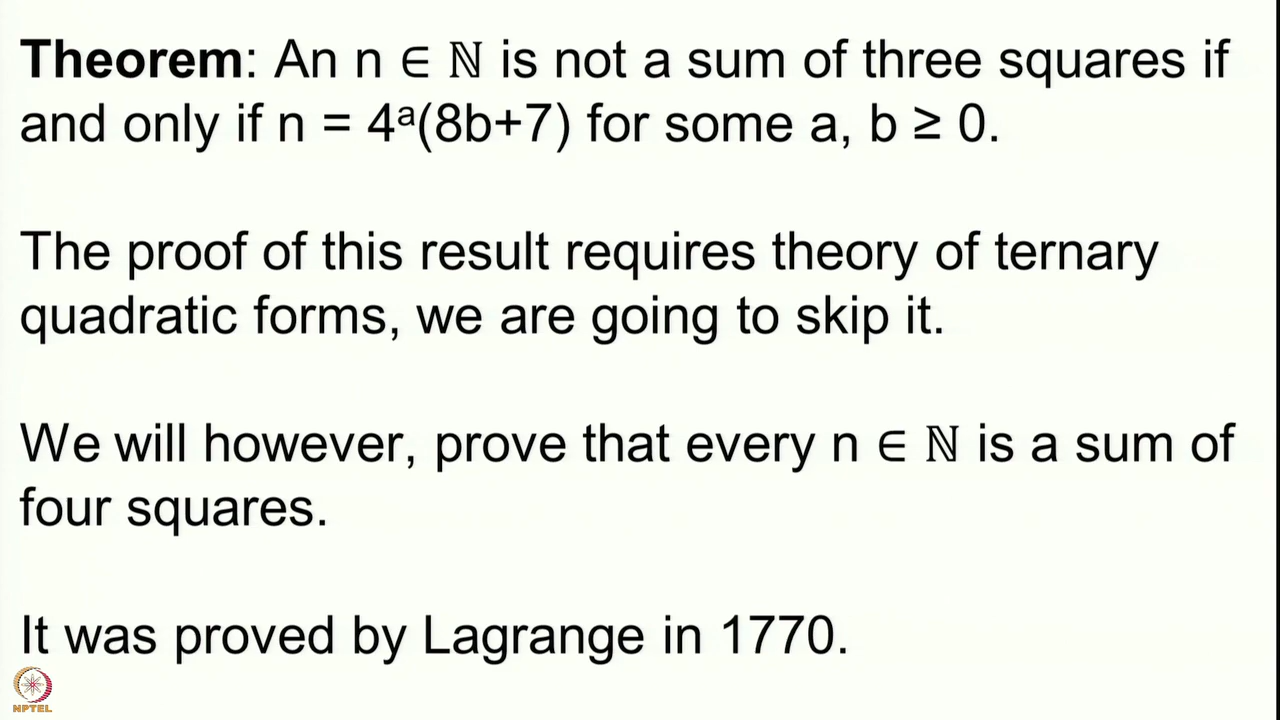 Theorem: An n ∈ ℕ is not a sum of three squares if
and only if n = 4ᵃ(8b+7) for some a, b ≥ 0.
The proof of this result requires theory of ternary
quadratic forms, we are going to skip it.
We will however, prove that every n ∈ ℕ is a sum of
four squares.
It was proved by Lagrange in 1770.
NPTEL